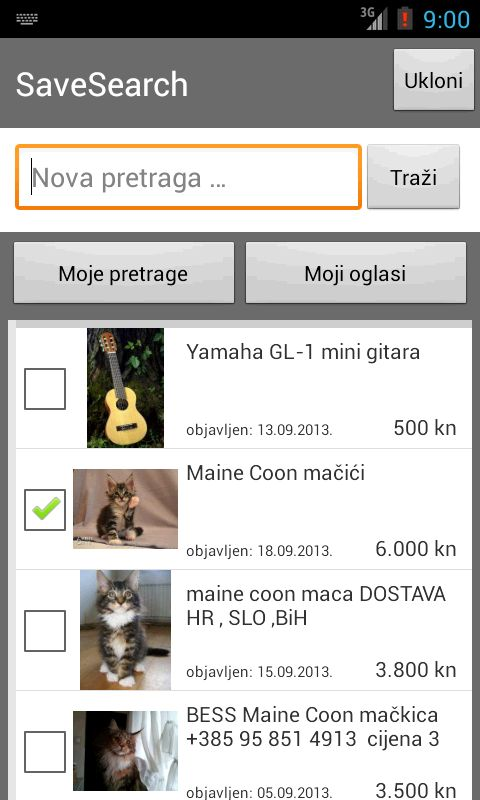 3G
9:00
SaveSearch
Ukloni
Nova pretraga ...
Traži
Moje pretrage
Moji oglasi
Yamaha GL-1 mini gitara
objavljen: 13.09.2013.
500 kn
Maine Coon mačići
objavljen: 18.09.2013.
6.000 kn
maine coon maca DOSTAVA
HR , SLO ,BiH
objavljen: 15.09.2013.
3.800 kn
BESS Maine Coon mačkica
+385 95 851 4913 cijena 3
objavljen: 05.09.2013.
3.500 kn